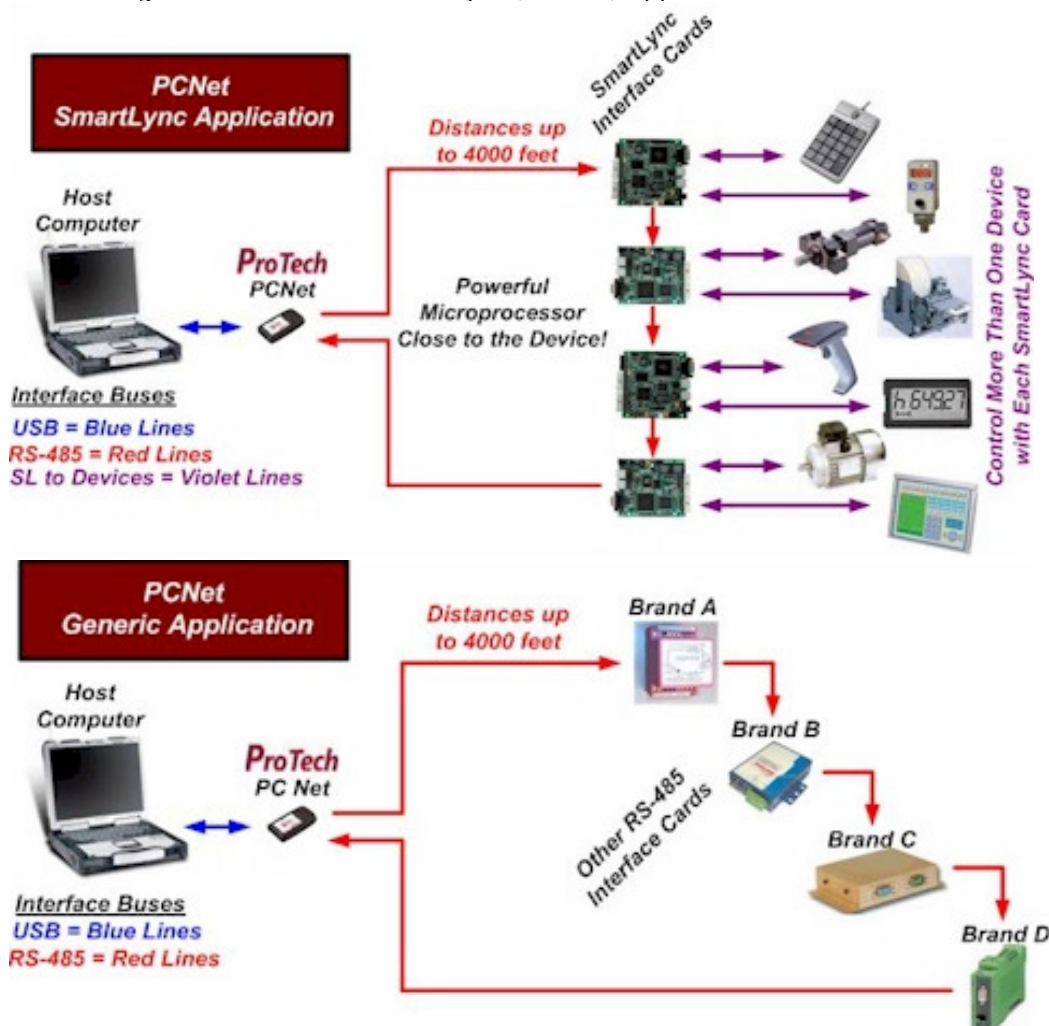 PCNet
SmartLync Application
SmartLync
Interface Cards
Distances up
to 4000 feet
Host
Computer
ProTech
PCNet
Powerful
Microprocessor
Close to the Device!
Interface Buses
USB = Blue Lines
RS-485 = Red Lines
SL to Devices = Violet Lines
h 649.27
Control More Than One Device
with Each SmartLync Card
PCNet
Generic Application
Distances up
to 4000 feet
Host
Computer
ProTech
PC Net
Interface Buses
USB = Blue Lines
RS-485 = Red Lines
Brand A
Brand B
Other RS-485
Interface Cards
Brand C
Brand D